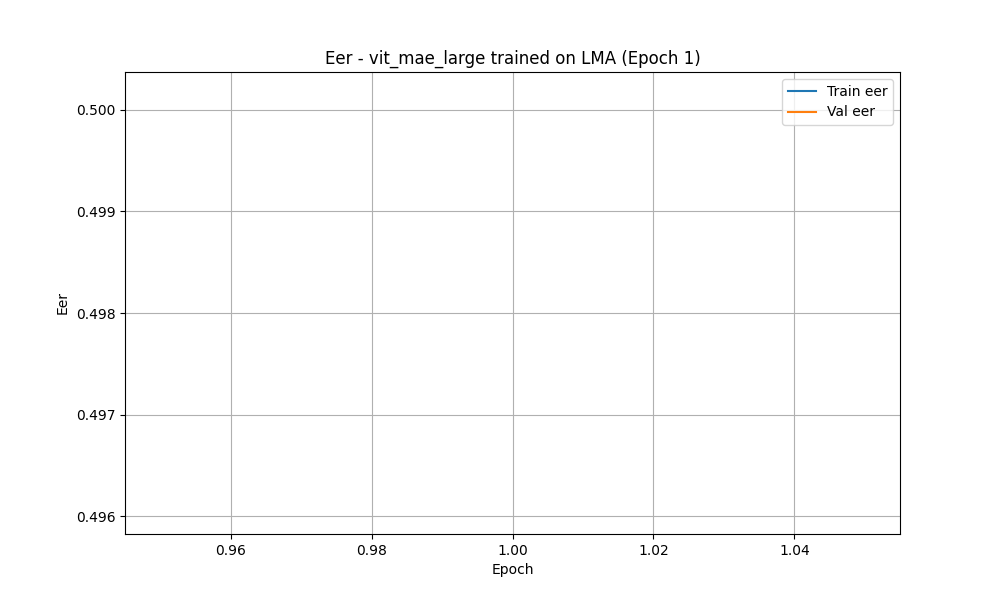 Eer - vit_mae_large trained on LMA (Epoch 1)
Train eer
Val eer
0.500
0.499
0.498
0.497
0.496
Eer
0.96 0.98 1.00 1.02 1.04
Epoch